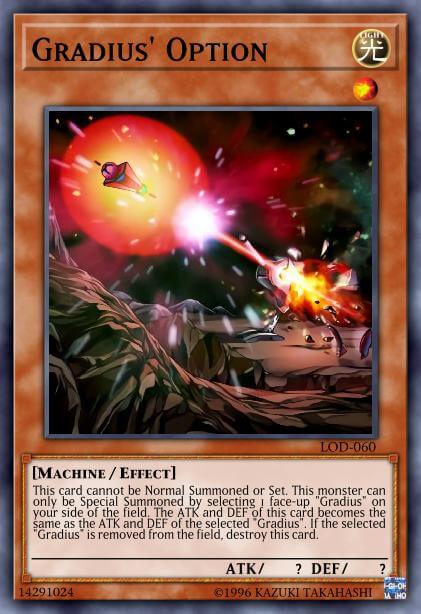 GRADIUS' OPTION
LIGHT
光
LOD-060
[MACHINE / EFFECT]
This card cannot be Normal Summoned or Set. This monster can
only be Special Summoned by selecting 1 face-up "Gradius" on
your side of the field. The ATK and DEF of this card becomes the
same as the ATK and DEF of the selected "Gradius". If the selected
"Gradius" is removed from the field, destroy this card.
ATK/ ? DEF/ ?
14291024
©1996 KAZUKI TAKAHASHI